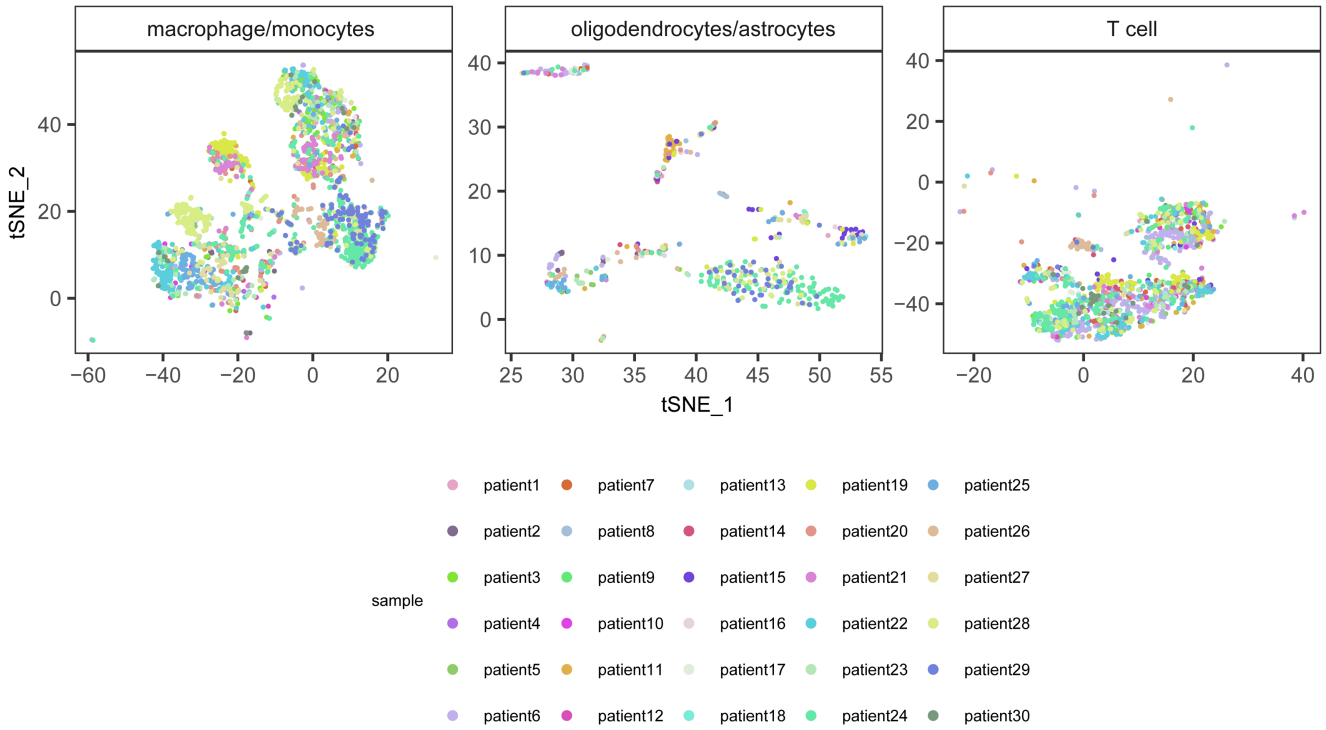 macrophage/monocytes oligodendrocytes/astrocytes T cell
tSNE_2
40
20
0
−60 −40 −20 0 20
40
30
20
10
0
25 30 35 40 45 50 55
40
20
0
−20
−40
−20 0 20 40
tSNE_1
sample
patient1 patient7 patient13 patient19 patient25
patient2 patient8 patient14 patient20 patient26
patient3 patient9 patient15 patient21 patient27
patient4 patient10 patient16 patient22 patient28
patient5 patient11 patient17 patient23 patient29
patient6 patient12 patient18 patient24 patient30